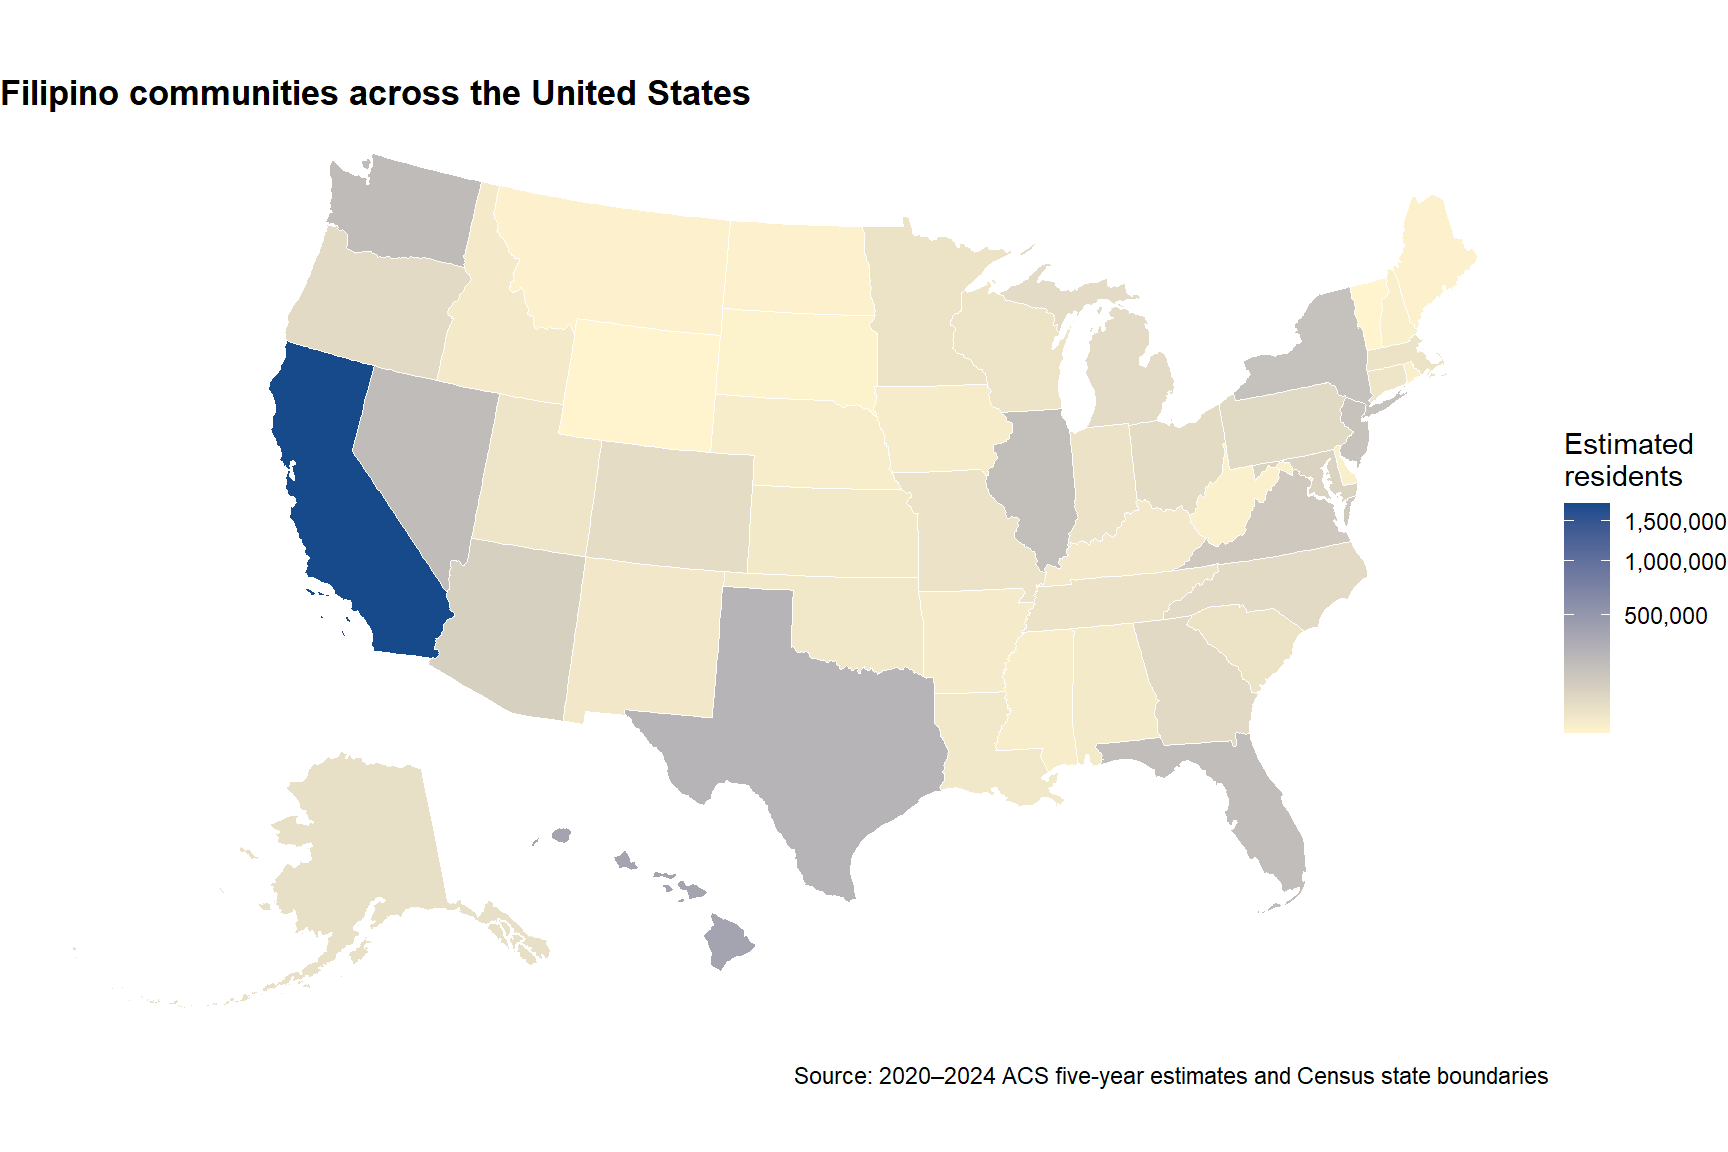 Filipino communities across the United States
Estimated
residents
1,500,000
1,000,000
500,000
Source: 2020–2024 ACS five-year estimates and Census state boundaries